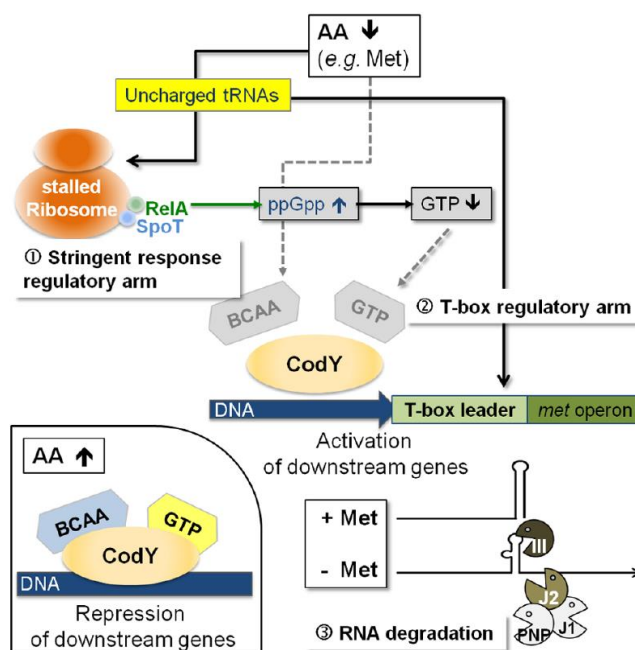 AA ↓
(e.g. Met)
Uncharged tRNAs
stalled
Ribosome
RelA
SpoT
ppGpp ↑
GTP ↓
① Stringent response
regulatory arm
BCAA
GTP
② T-box regulatory arm
CodY
DNA
T-box leader
met operon
Activation
of downstream genes
AA ↑
BCAA
GTP
CodY
DNA
Repression
of downstream genes
+ Met
- Met
III
J2
PNP
J1
③ RNA degradation